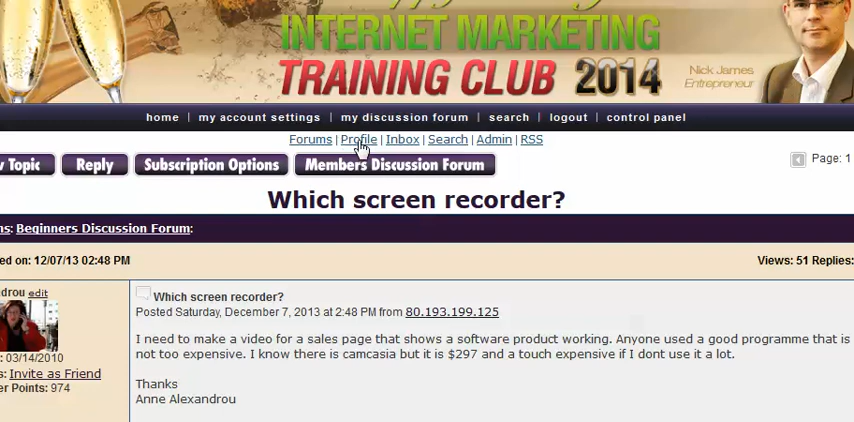 INTERNET MARKETING
TRAINING CLUB 2014
Nick James
Entrepreneur
home | my account settings | my discussion forum | search | logout | control panel
Forums | Profile | Inbox | Search | Admin | RSS
Topic Reply Subscription Options Members Discussion Forum Page: 1
Which screen recorder?
Beginners Discussion Forum:
ed on: 12/07/13 02:48 PM Views: 51 Replies:
drou edit
Which screen recorder?
Posted Saturday, December 7, 2013 at 2:48 PM from 80.193.199.125
I need to make a video for a sales page that shows a software product working. Anyone used a good programme that is
not too expensive. I know there is camcasia but it is $297 and a touch expensive if I dont use it a lot.
: 03/14/2010
s: Invite as Friend
er Points: 974
Thanks
Anne Alexandrou